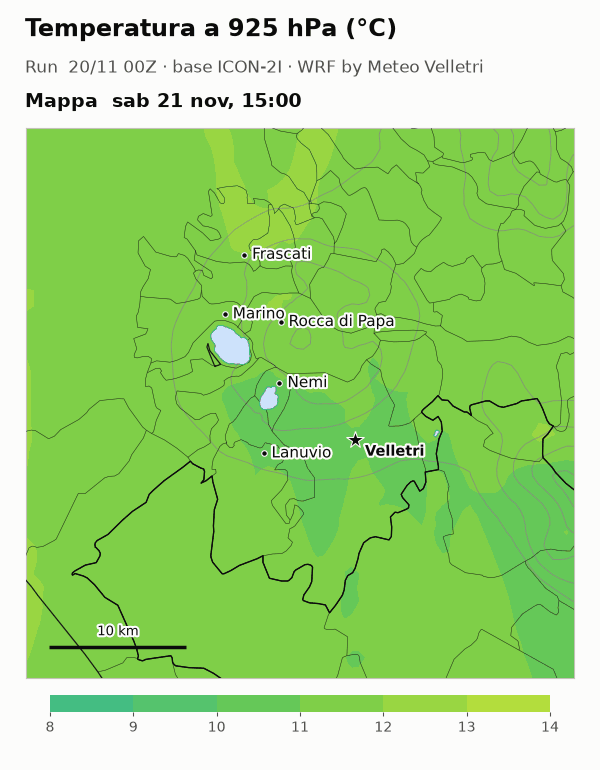 Temperatura a 925 hPa (°C)
Run  20/11 00Z · base ICON-2I · WRF by Meteo Velletri
Mappa  sab 21 nov, 15:00
Frascati
Marino
Rocca di Papa
Nemi
Velletri
Lanuvio
10 km
8 9 10 11 12 13 14